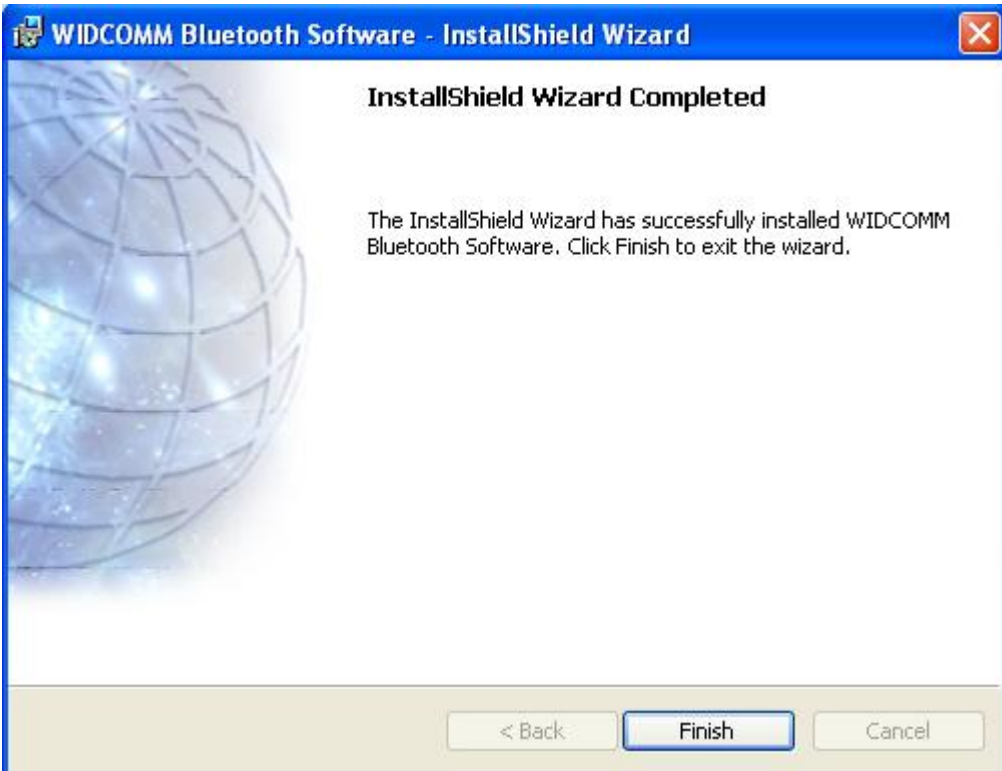 WIDCOMM Bluetooth Software - InstallShield Wizard
InstallShield Wizard Completed
The InstallShield Wizard has successfully installed WIDCOMM
Bluetooth Software. Click Finish to exit the wizard.
< Back
Finish
Cancel